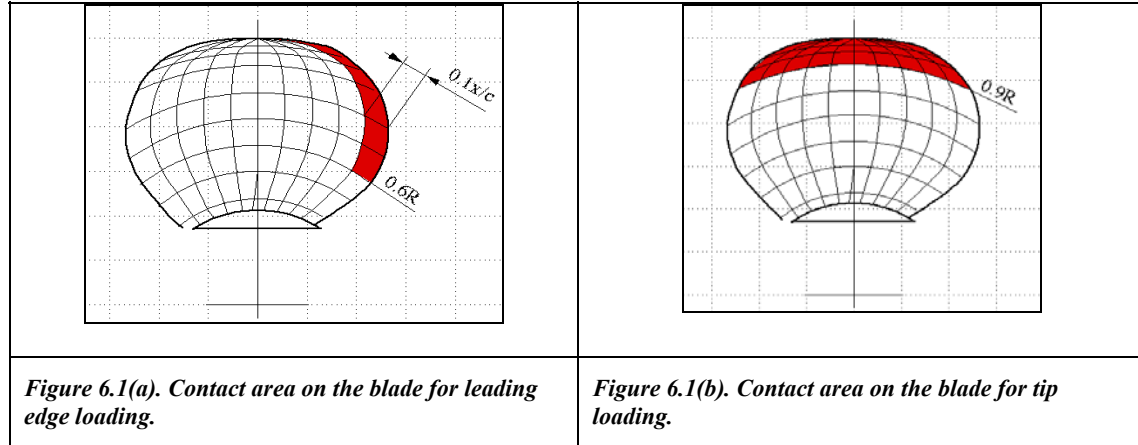 0.1x/c
0.6R
0.9R
Figure 6.1(a). Contact area on the blade for leading
edge loading.
Figure 6.1(b). Contact area on the blade for tip
loading.